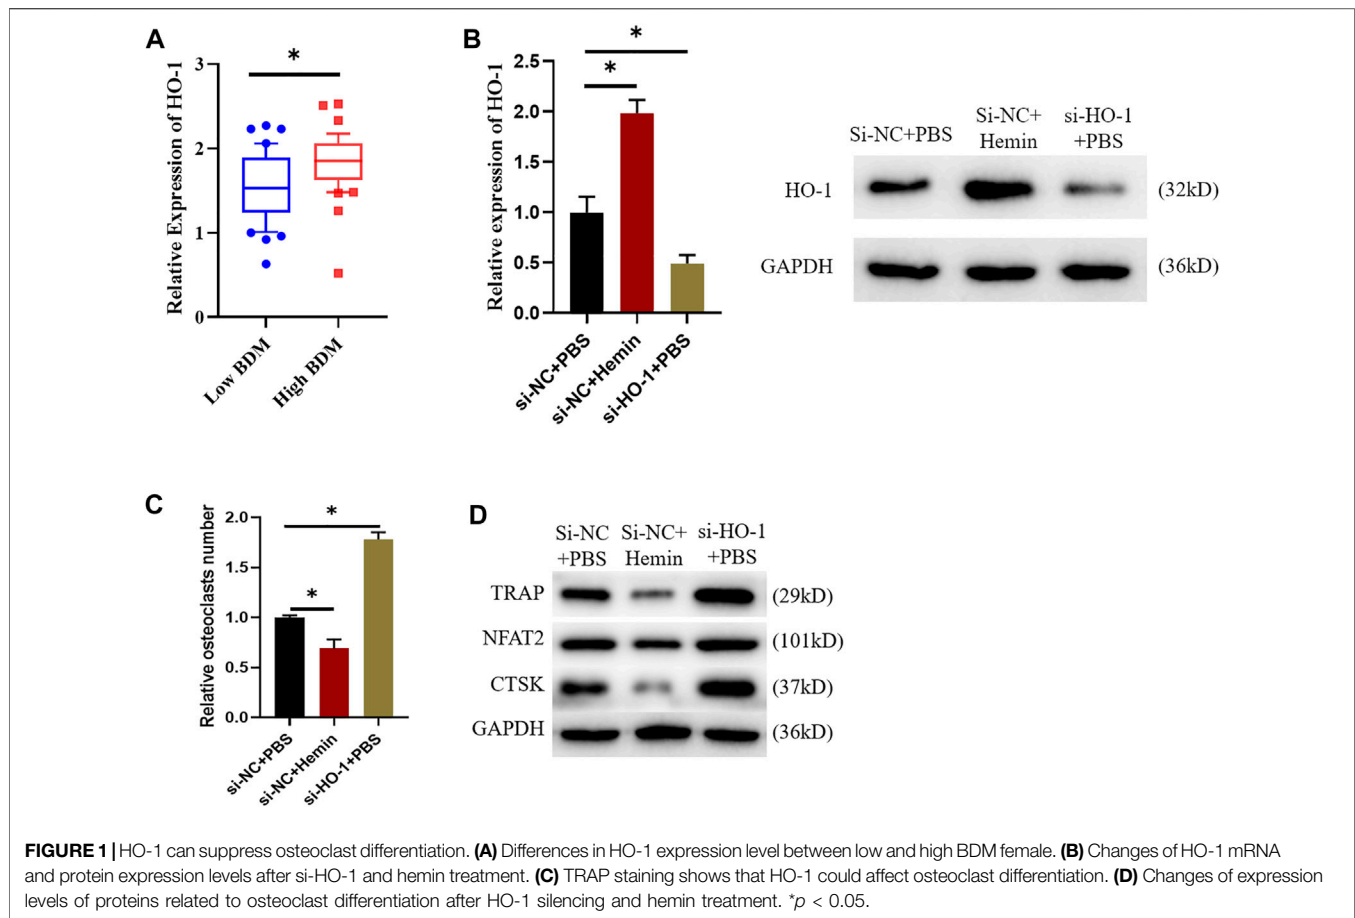 A
*
Relative Expression of HO-1
3
2
1
0
Low BDM
High BDM
B
*
*
Relative expression of HO-1
2.5
2.0
1.5
1.0
0.5
0.0
si-NC+PBS
si-NC+Hemin
si-HO-1+PBS
Si-NC+PBS
Si-NC+
Hemin
si-HO-1
+PBS
HO-1
(32kD)
GAPDH
(36kD)
C
*
*
Relative osteoclasts number
2.0
1.5
1.0
0.5
0.0
si-NC+PBS
si-NC+Hemin
si-HO-1+PBS
D
Si-NC
+PBS
Si-NC+
Hemin
si-HO-1
+PBS
TRAP
(29kD)
NFAT2
(101kD)
CTSK
(37kD)
GAPDH
(36kD)
FIGURE 1 | HO-1 can suppress osteoclast differentiation. (A) Differences in HO-1 expression level between low and high BDM female. (B) Changes of HO-1 mRNA
and protein expression levels after si-HO-1 and hemin treatment. (C) TRAP staining shows that HO-1 could affect osteoclast differentiation. (D) Changes of expression
levels of proteins related to osteoclast differentiation after HO-1 silencing and hemin treatment. *p < 0.05.